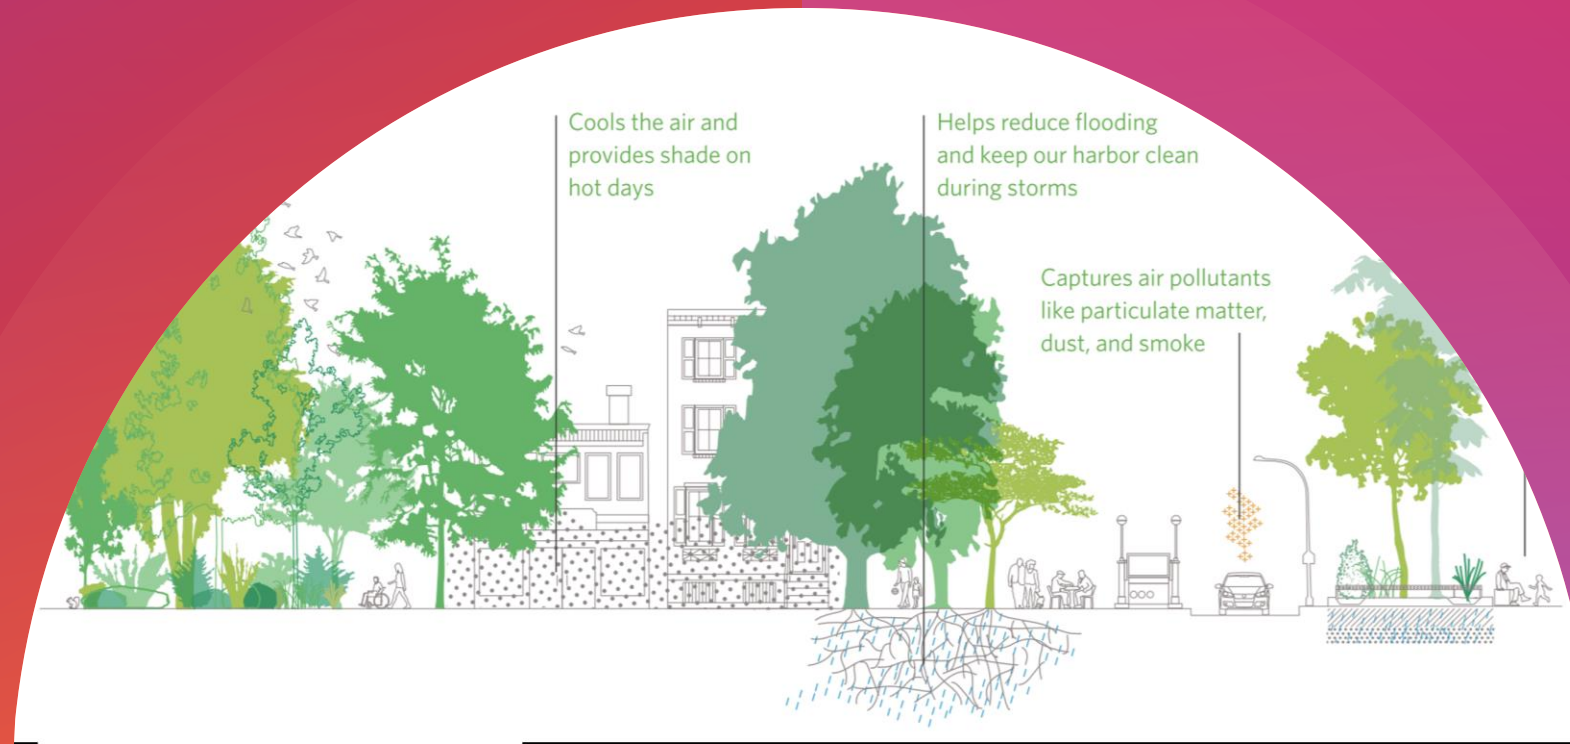 Cools the air and
provides shade on
hot days
Helps reduce flooding
and keep our harbor clean
during storms
Captures air pollutants
like particulate matter,
dust, and smoke